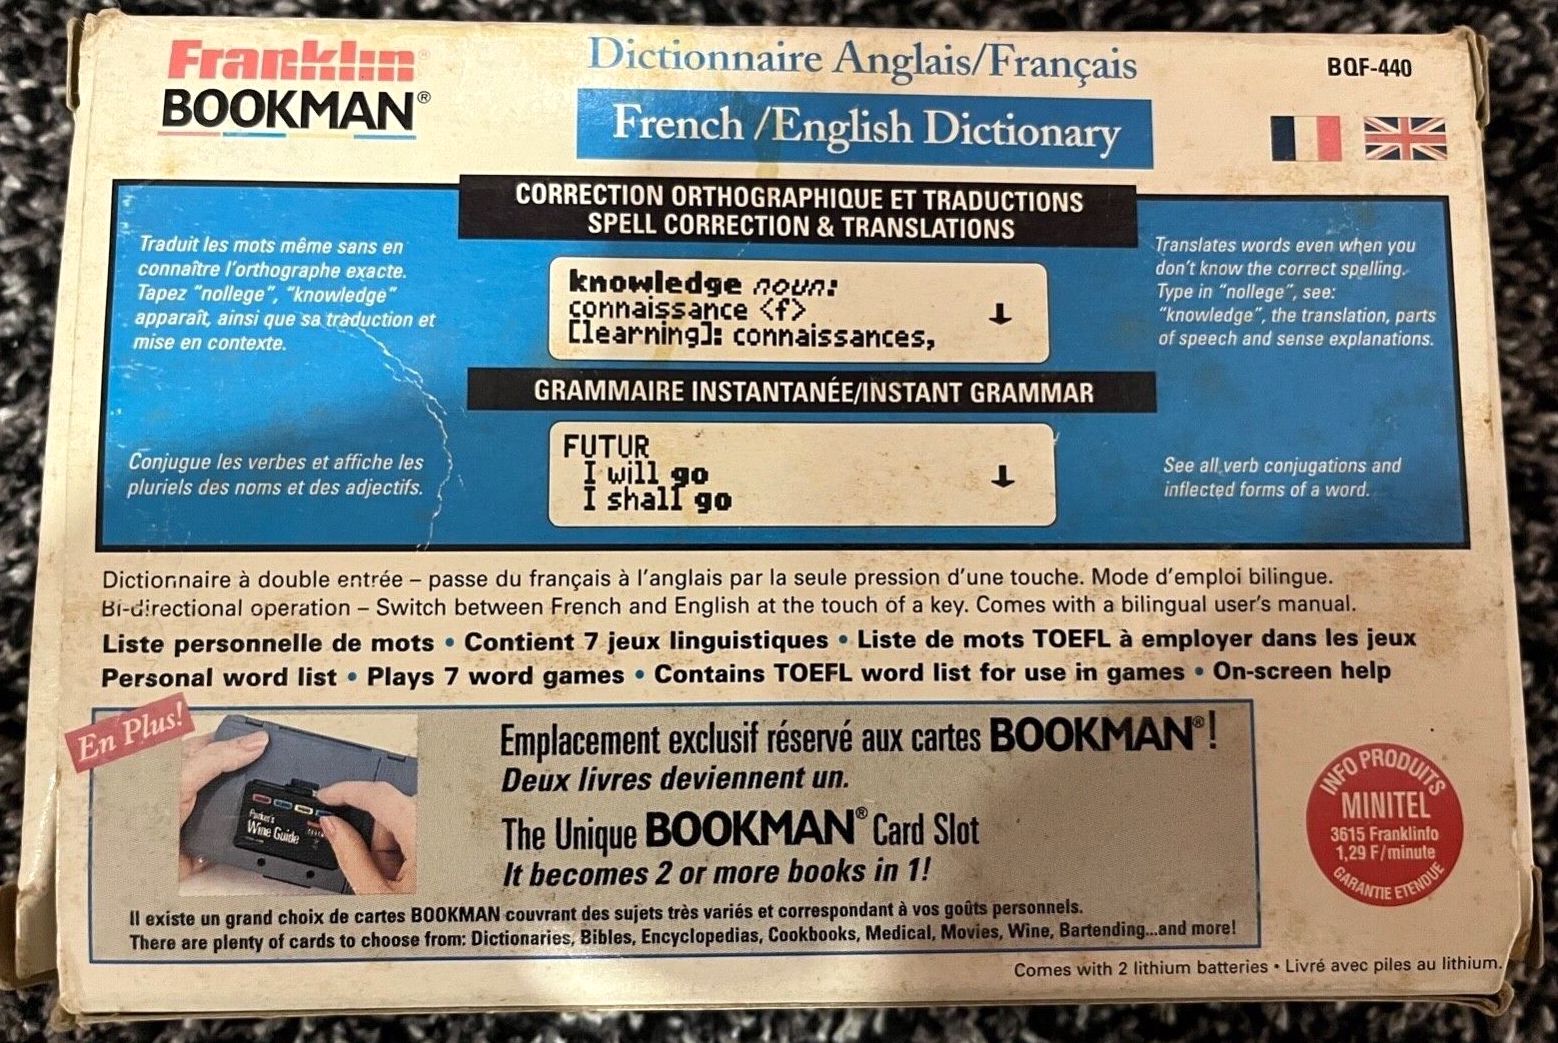 Franklin®
BOOKMAN®
Dictionnaire Anglais/Français
French/English Dictionary
BQF-440
CORRECTION ORTHOGRAPHIQUE ET TRADUCTIONS
SPELL CORRECTION & TRANSLATIONS
Traduit les mots même sans en
connaître l'orthographe exacte.
Tapez "nollege", "knowledge"
apparaît, ainsi que sa traduction et
mise en contexte.
knowledge noun:
connaissance <f>
[learning]: connaissances,
Translates words even when you
don't know the correct spelling.
Type in "nollege", see:
"knowledge", the translation, parts
of speech and sense explanations.
GRAMMAIRE INSTANTANÉE/INSTANT GRAMMAR
Conjugue les verbes et affiche les
pluriels des noms et des adjectifs.
FUTUR
I will go
I shall go
See all verb conjugations and
inflected forms of a word.
Dictionnaire à double entrée – passe du français à l'anglais par la seule pression d'une touche. Mode d'emploi bilingue.
Bi-directional operation – Switch between French and English at the touch of a key. Comes with a bilingual user's manual.
Liste personnelle de mots • Contient 7 jeux linguistiques • Liste de mots TOEFL à employer dans les jeux
Personal word list • Plays 7 word games • Contains TOEFL word list for use in games • On-screen help
En Plus!
Parker's
Wine Guide
Emplacement exclusif réservé aux cartes BOOKMAN®!
Deux livres deviennent un.
The Unique BOOKMAN® Card Slot
It becomes 2 or more books in 1!
Il existe un grand choix de cartes BOOKMAN couvrant des sujets très variés et correspondant à vos goûts personnels.
There are plenty of cards to choose from: Dictionaries, Bibles, Encyclopedias, Cookbooks, Medical, Movies, Wine, Bartending...and more!
INFO PRODUITS
MINITEL
3615 Franklinfo
1,29 F/minute
GARANTIE ETENDUE
Comes with 2 lithium batteries • Livré avec piles au lithium.